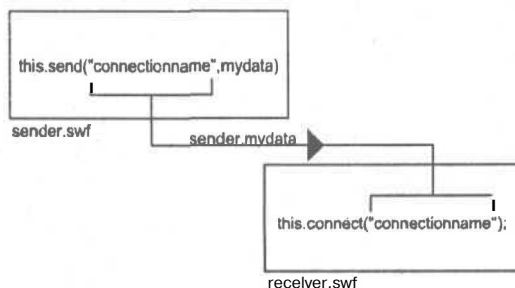 this.send("connectionname",mydata)
sender.swf
sender.mydata
this.connect("connectionname");
receiver.swf